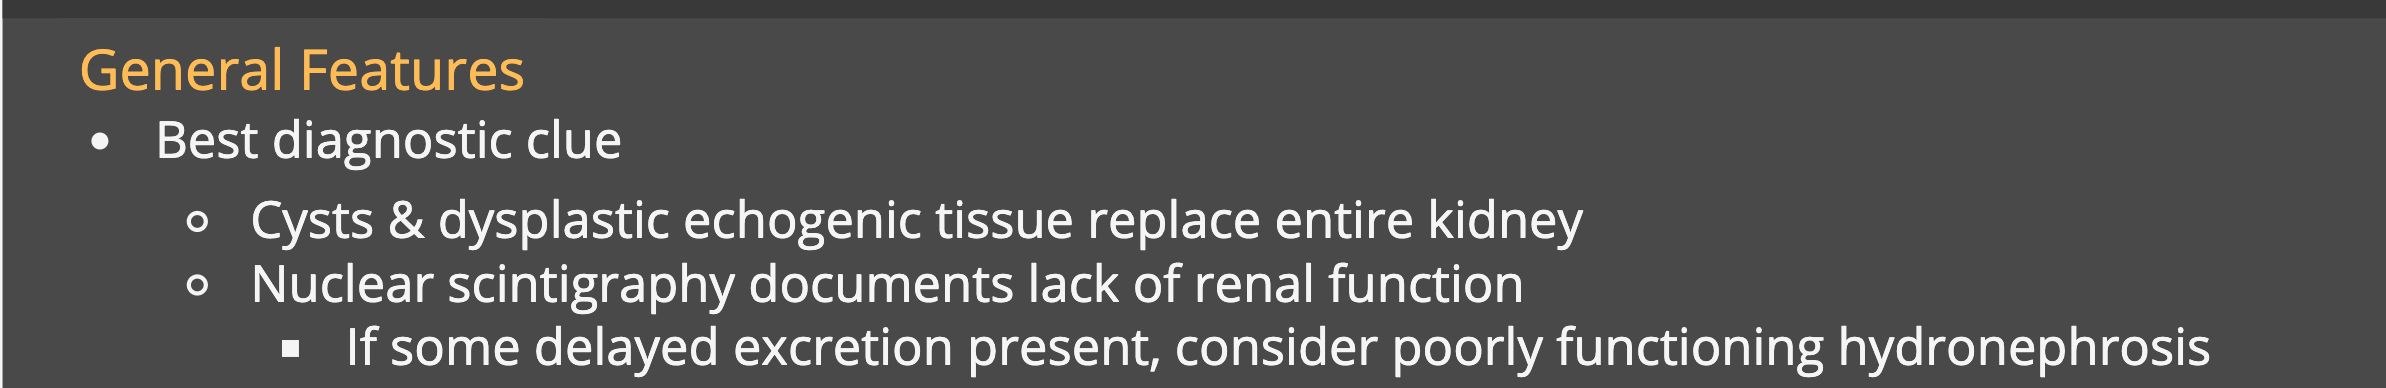 General Features
• Best diagnostic clue
○ Cysts & dysplastic echogenic tissue replace entire kidney
○ Nuclear scintigraphy documents lack of renal function
▪ If some delayed excretion present, consider poorly functioning hydronephrosis